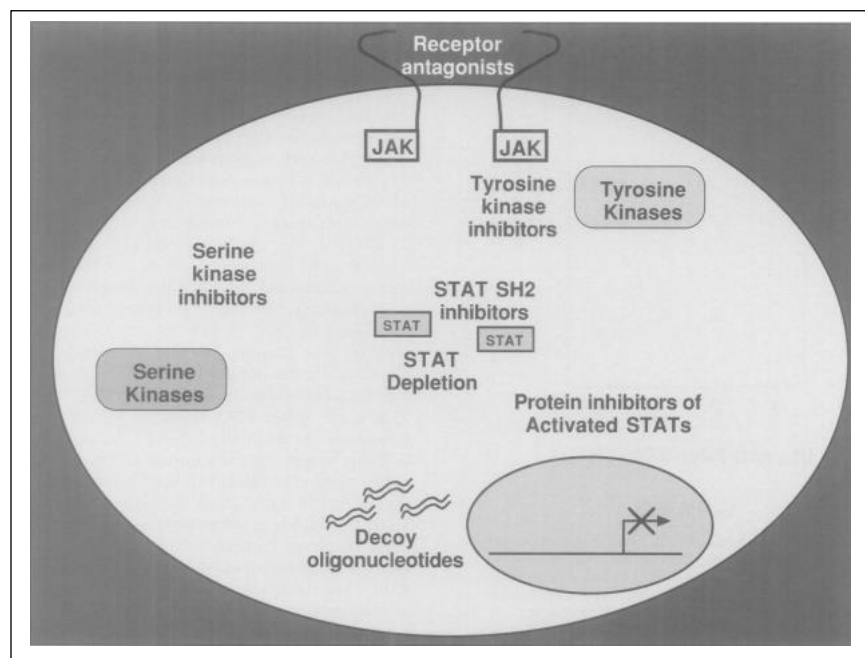 Receptor
antagonists
JAK
JAK
Tyrosine
kinase
inhibitors
Tyrosine
Kinases
Serine
kinase
inhibitors
STAT SH2
inhibitors
STAT
STAT
STAT
Depletion
Serine
Kinases
Protein inhibitors of
Activated STATs
Decoy
oligonucleotides